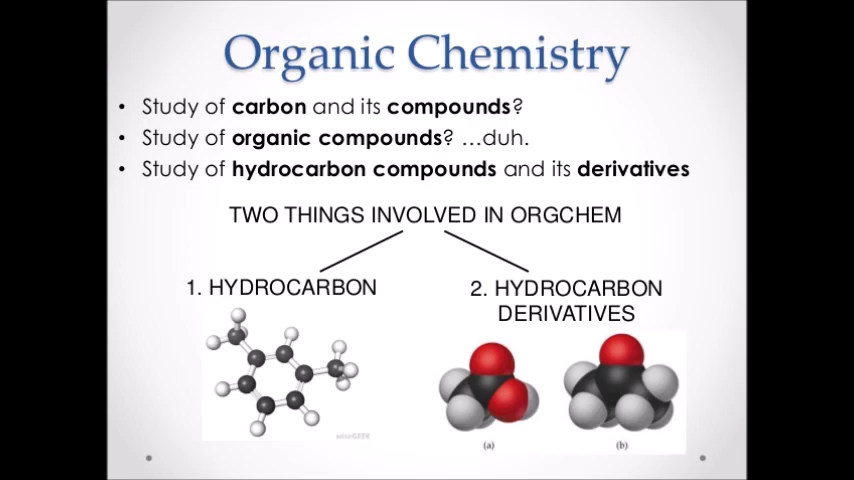 Organic Chemistry
• Study of carbon and its compounds?
• Study of organic compounds? …duh.
• Study of hydrocarbon compounds and its derivatives
TWO THINGS INVOLVED IN ORGCHEM
1. HYDROCARBON
2. HYDROCARBON
DERIVATIVES
wiseGEEK
(a)
(b)